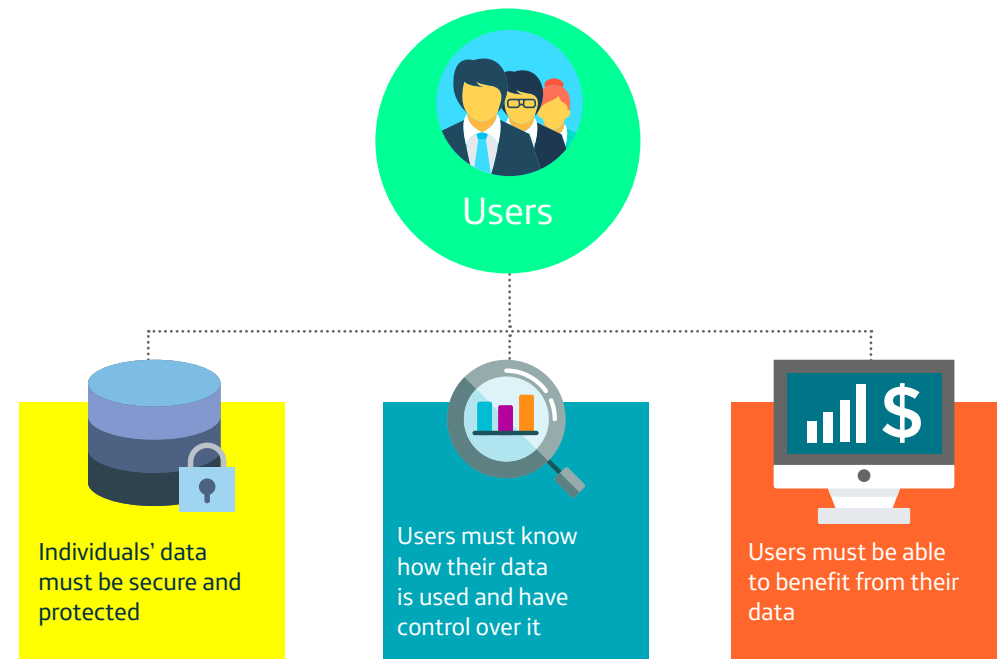 Users
Individuals’ data
must be secure and
protected
Users must know
how their data
is used and have
control over it
$
Users must be able
to benefit from their
data